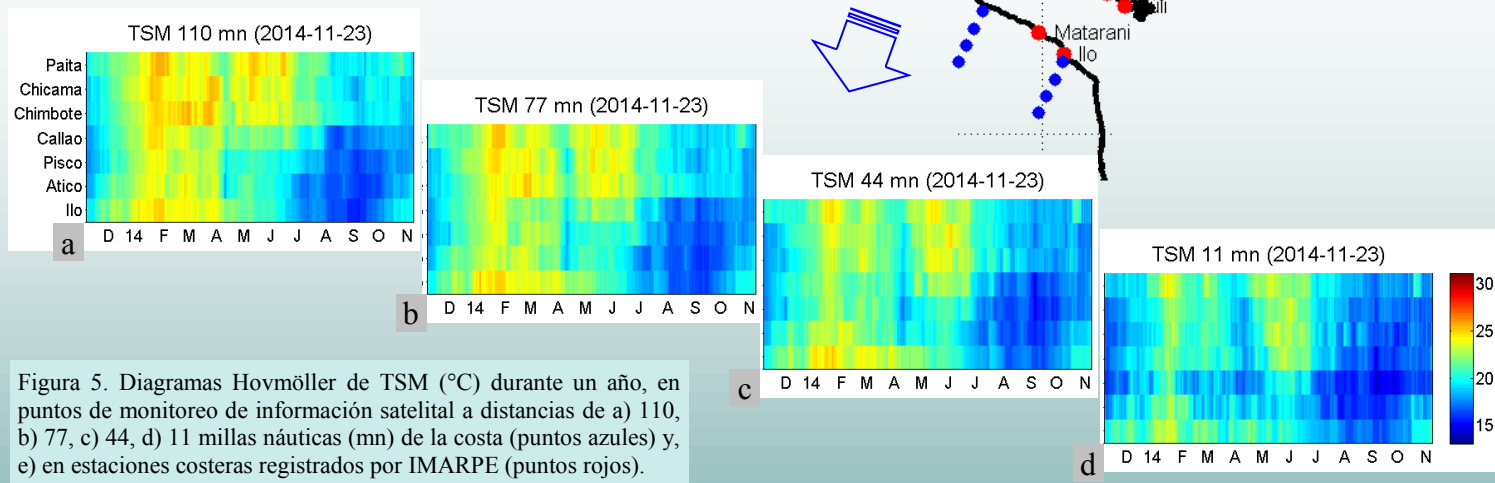 TSM 110 mn (2014-11-23)
Paita
Chicama
Chimbote
Callao
Pisco
Atico
Ilo
D 14 F M A M J J A S O N
a
TSM 77 mn (2014-11-23)
D 14 F M A M J J A S O N
b
Matarani
Ilo
TSM 44 mn (2014-11-23)
D 14 F M A M J J A S O N
c
TSM 11 mn (2014-11-23)
30
25
20
15
D 14 F M A M J J A S O N
d
Figura 5. Diagramas Hovmöller de TSM (°C) durante un año, en
puntos de monitoreo de información satelital a distancias de a) 110,
b) 77, c) 44, d) 11 millas náuticas (mn) de la costa (puntos azules) y,
e) en estaciones costeras registrados por IMARPE (puntos rojos).